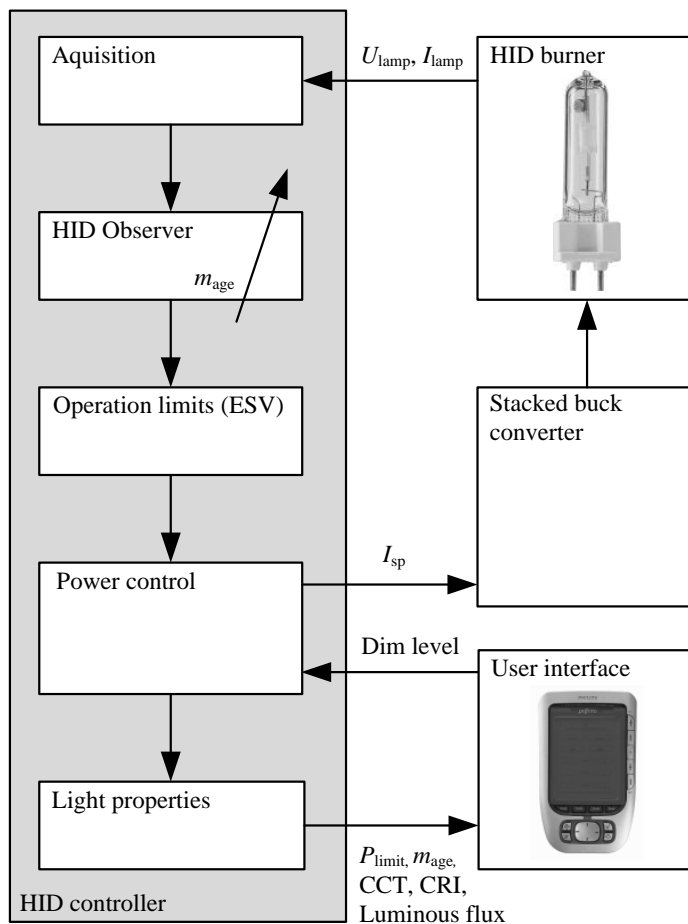 Aquisition
U_lamp, I_lamp
HID burner
HID Observer
m_age
Operation limits (ESV)
Stacked buck
converter
I_sp
Power control
Dim level
User interface
PHILIPS
Light properties
P_limit, m_age,
CCT, CRI,
Luminous flux
HID controller